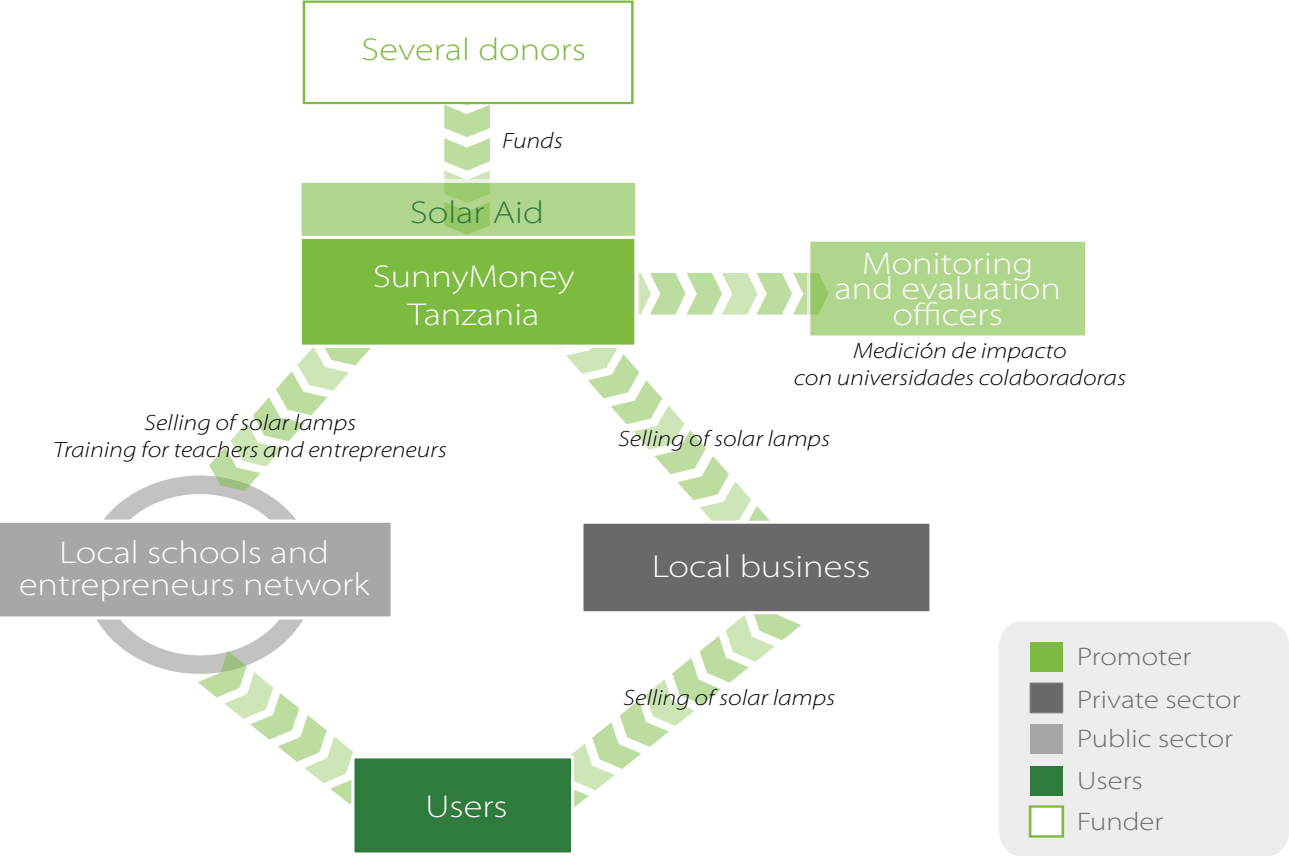 Several donors
Funds
Solar Aid
SunnyMoney
Tanzania
Monitoring
and evaluation
officers
Medición de impacto
con universidades colaboradoras
Selling of solar lamps
Training for teachers and entrepreneurs
Selling of solar lamps
Local schools and
entrepreneurs network
Local business
Selling of solar lamps
Users
Promoter
Private sector
Public sector
Users
Funder